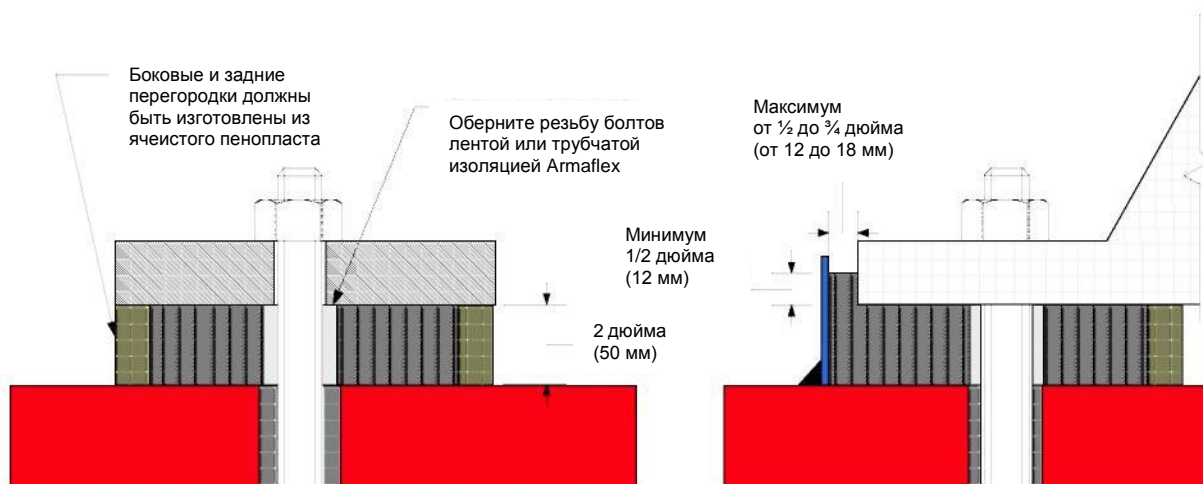 Боковые и задние
перегородки должны
быть изготовлены из
ячеистого пенопласта
Оберните резьбу болтов
лентой или трубчатой
изоляцией Armaflex
2 дюйма
(50 мм)
Максимум
от ½ до ¾ дюйма
(от 12 до 18 мм)
Минимум
1/2 дюйма
(12 мм)